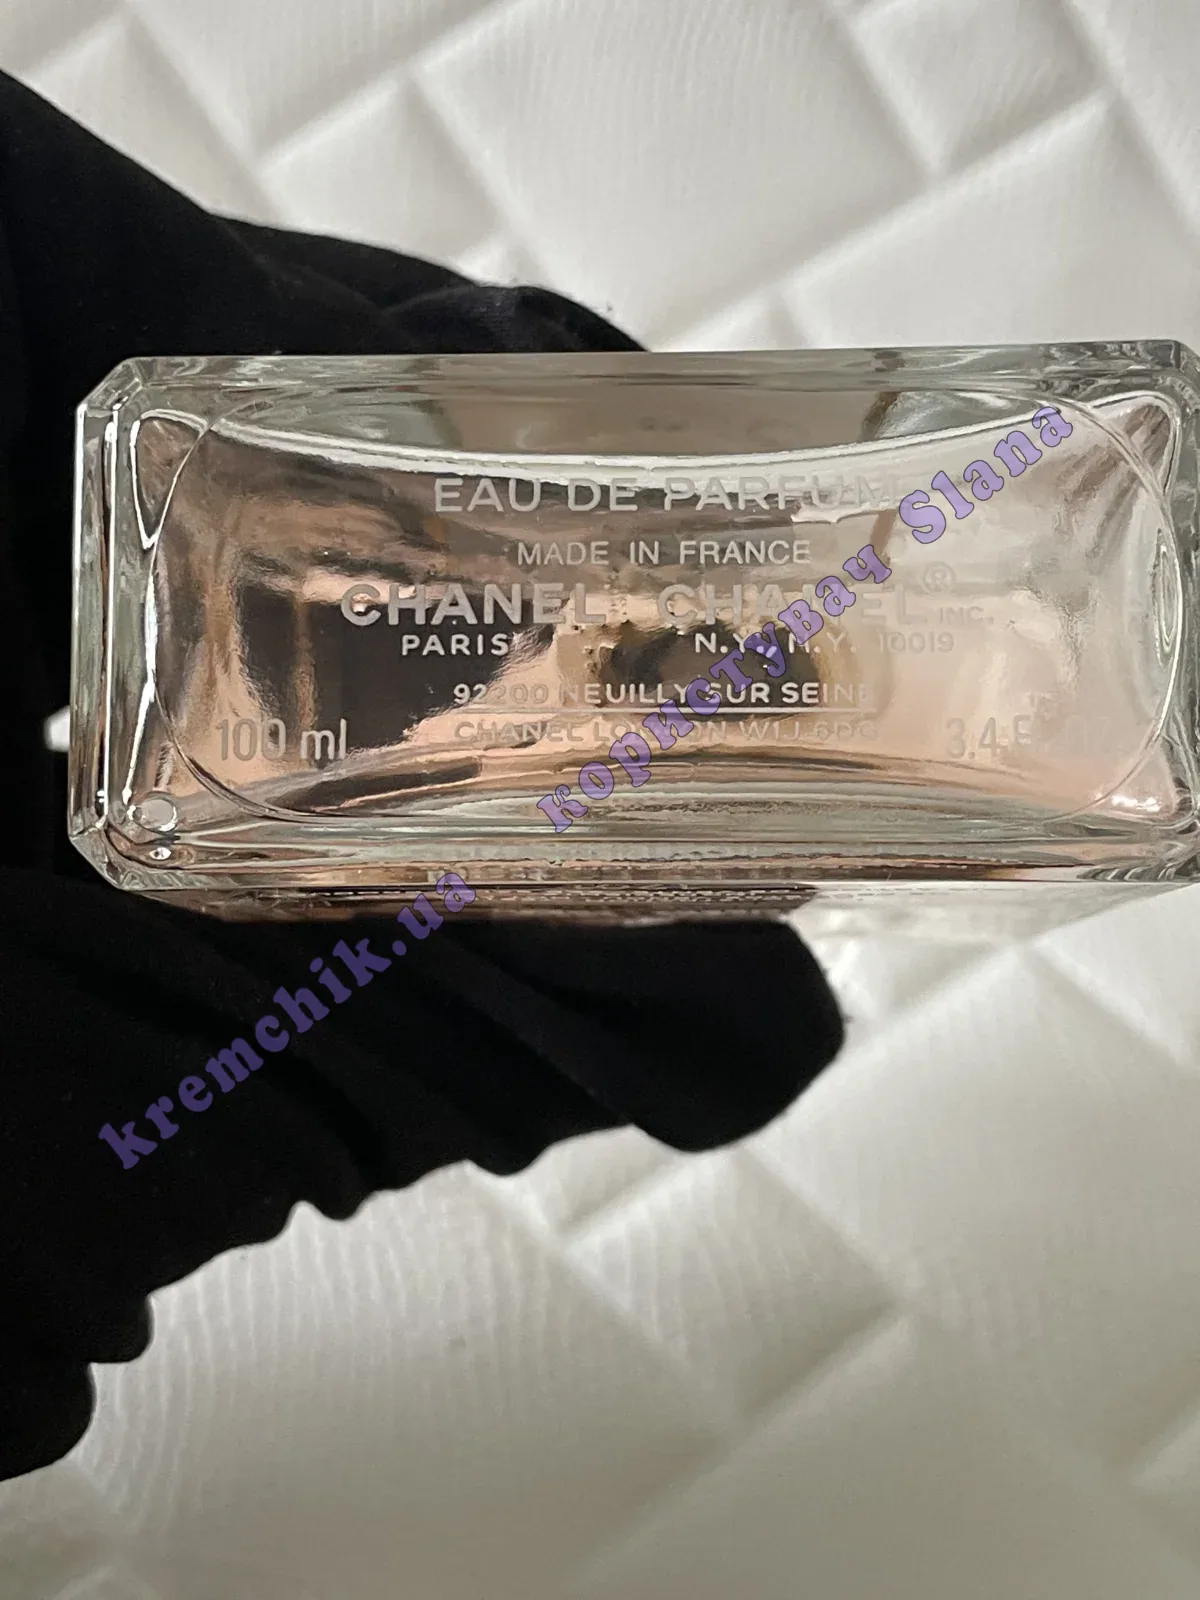 EAU DE PARFUM
MADE IN FRANCE
CHANEL CHANEL® INC.
PARIS N.Y., N.Y. 10019
92200 NEUILLY SUR SEINE
CHANEL LONDON W1J 6DG
100 ml 3.4
користувач Slana
kremchik.ua